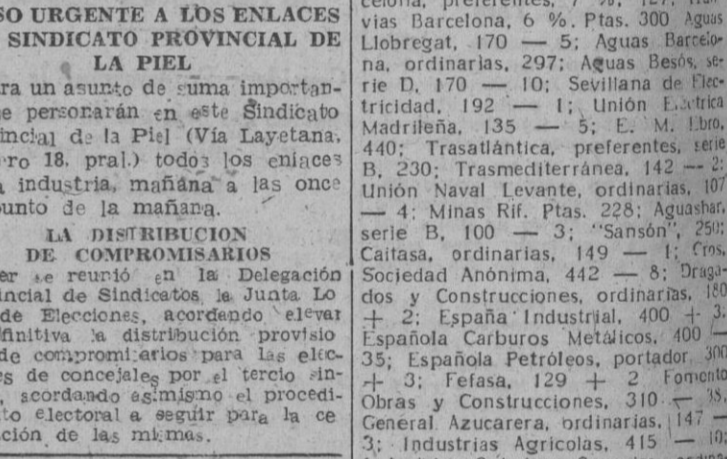 SO URGENTE A LOS ENLACES
SINDICATO PROVINCIAL DE
LA PIEL
ra un asunto de suma importan-
e personarán en este Sindicato
incial de la Piel (Vía Layetana,
ro 18, pral.) todos los enlaces
a industria, mañana a las once
punto de la mañana.
LA DISTRIBUCION
DE COMPROMISARIOS
er se reunió en la Delegación
incial de Sindicatos la Junta Lo
de Elecciones, acordando elevar
finitiva la distribución provisio
de compromisarios para las elec-
es de concejales por el tercio sin-
, acordando asimismo el procedi-
to electoral a seguir para la ce
ción de las mismas.
celona, preferentes, 7 %, 127;
vias Barcelona, 6 %. Ptas. 300 Aguas
Llobregat, 170 — 5; Aguas Barcelo-
na, ordinarias, 297; Aguas Besós, se-
rie D, 170 — 10; Sevillana de Elec-
tricidad, 192 — 1; Unión Eléctrica
Madrileña, 135 — 5; E. M. Ebro,
440; Trasatlántica, preferentes, serie
B, 230; Trasmediterránea, 142 — 2;
Unión Naval Levante, ordinarias, 107
— 4; Minas Rif. Ptas. 228; Aguasbar,
serie B, 100 — 3; "Sansón", 250;
Caitasa, ordinarias, 149 — 1; Cros,
Sociedad Anónima, 442 — 8; Draga-
dos y Construcciones, ordinarias, 180
+ 2; España Industrial, 400 + 3;
Española Carburos Metálicos, 400
35; Española Petróleos, portador, 300
+ 3; Fefasa, 129 + 2 Fomento
Obras y Construcciones, 310 — 35;
General Azucarera, ordinarias, 147 —
3; Industrias Agricolas, 415 — 10;